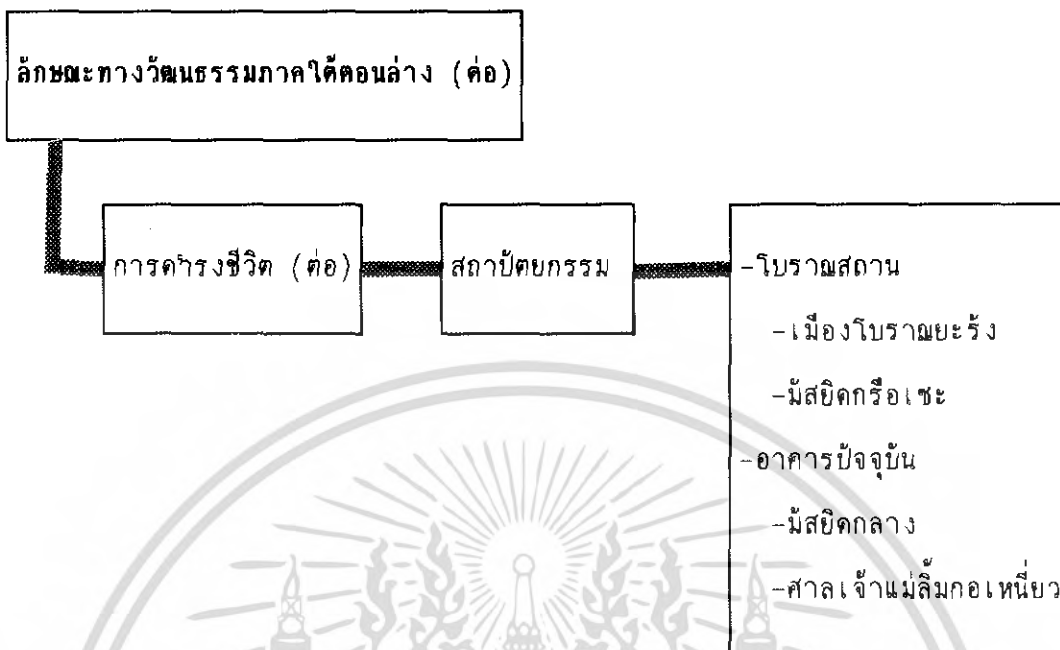 ลักษณะทางวัฒนธรรมภาคใต้ตอนล่าง (ต่อ)
การดำรงชีวิต (ต่อ)
สถาปัตยกรรม
-โบราณสถาน
-เมืองโบราณยะรัง
-มัสยิดกรือเซะ
-อาคารปัจจุบัน
-มัสยิดกลาง
-ศาลเจ้าแม่ลิ้มกอเหนี่ยว